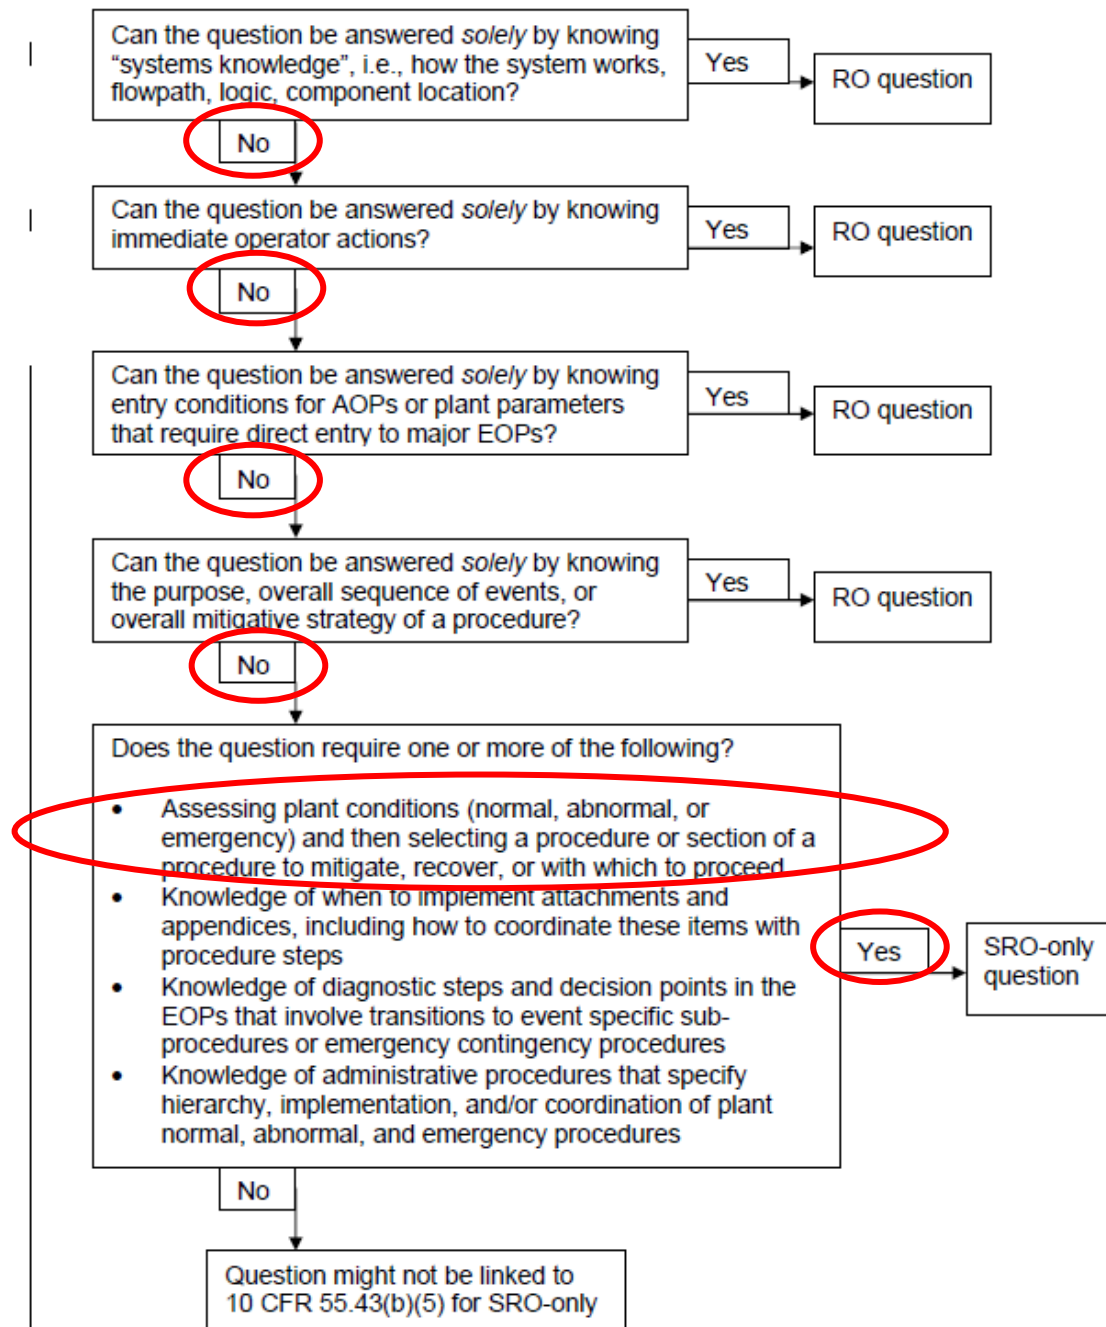 Can the question be answered solely by knowing
“systems knowledge”, i.e., how the system works,
flowpath, logic, component location?
Yes
RO question
No
Can the question be answered solely by knowing
immediate operator actions?
Yes
RO question
No
Can the question be answered solely by knowing
entry conditions for AOPs or plant parameters
that require direct entry to major EOPs?
Yes
RO question
No
Can the question be answered solely by knowing
the purpose, overall sequence of events, or
overall mitigative strategy of a procedure?
Yes
RO question
No
Does the question require one or more of the following?
• Assessing plant conditions (normal, abnormal, or
emergency) and then selecting a procedure or section of a
procedure to mitigate, recover, or with which to proceed
• Knowledge of when to implement attachments and
appendices, including how to coordinate these items with
procedure steps
• Knowledge of diagnostic steps and decision points in the
EOPs that involve transitions to event specific sub-
procedures or emergency contingency procedures
• Knowledge of administrative procedures that specify
hierarchy, implementation, and/or coordination of plant
normal, abnormal, and emergency procedures
Yes
SRO-only
question
No
Question might not be linked to
10 CFR 55.43(b)(5) for SRO-only